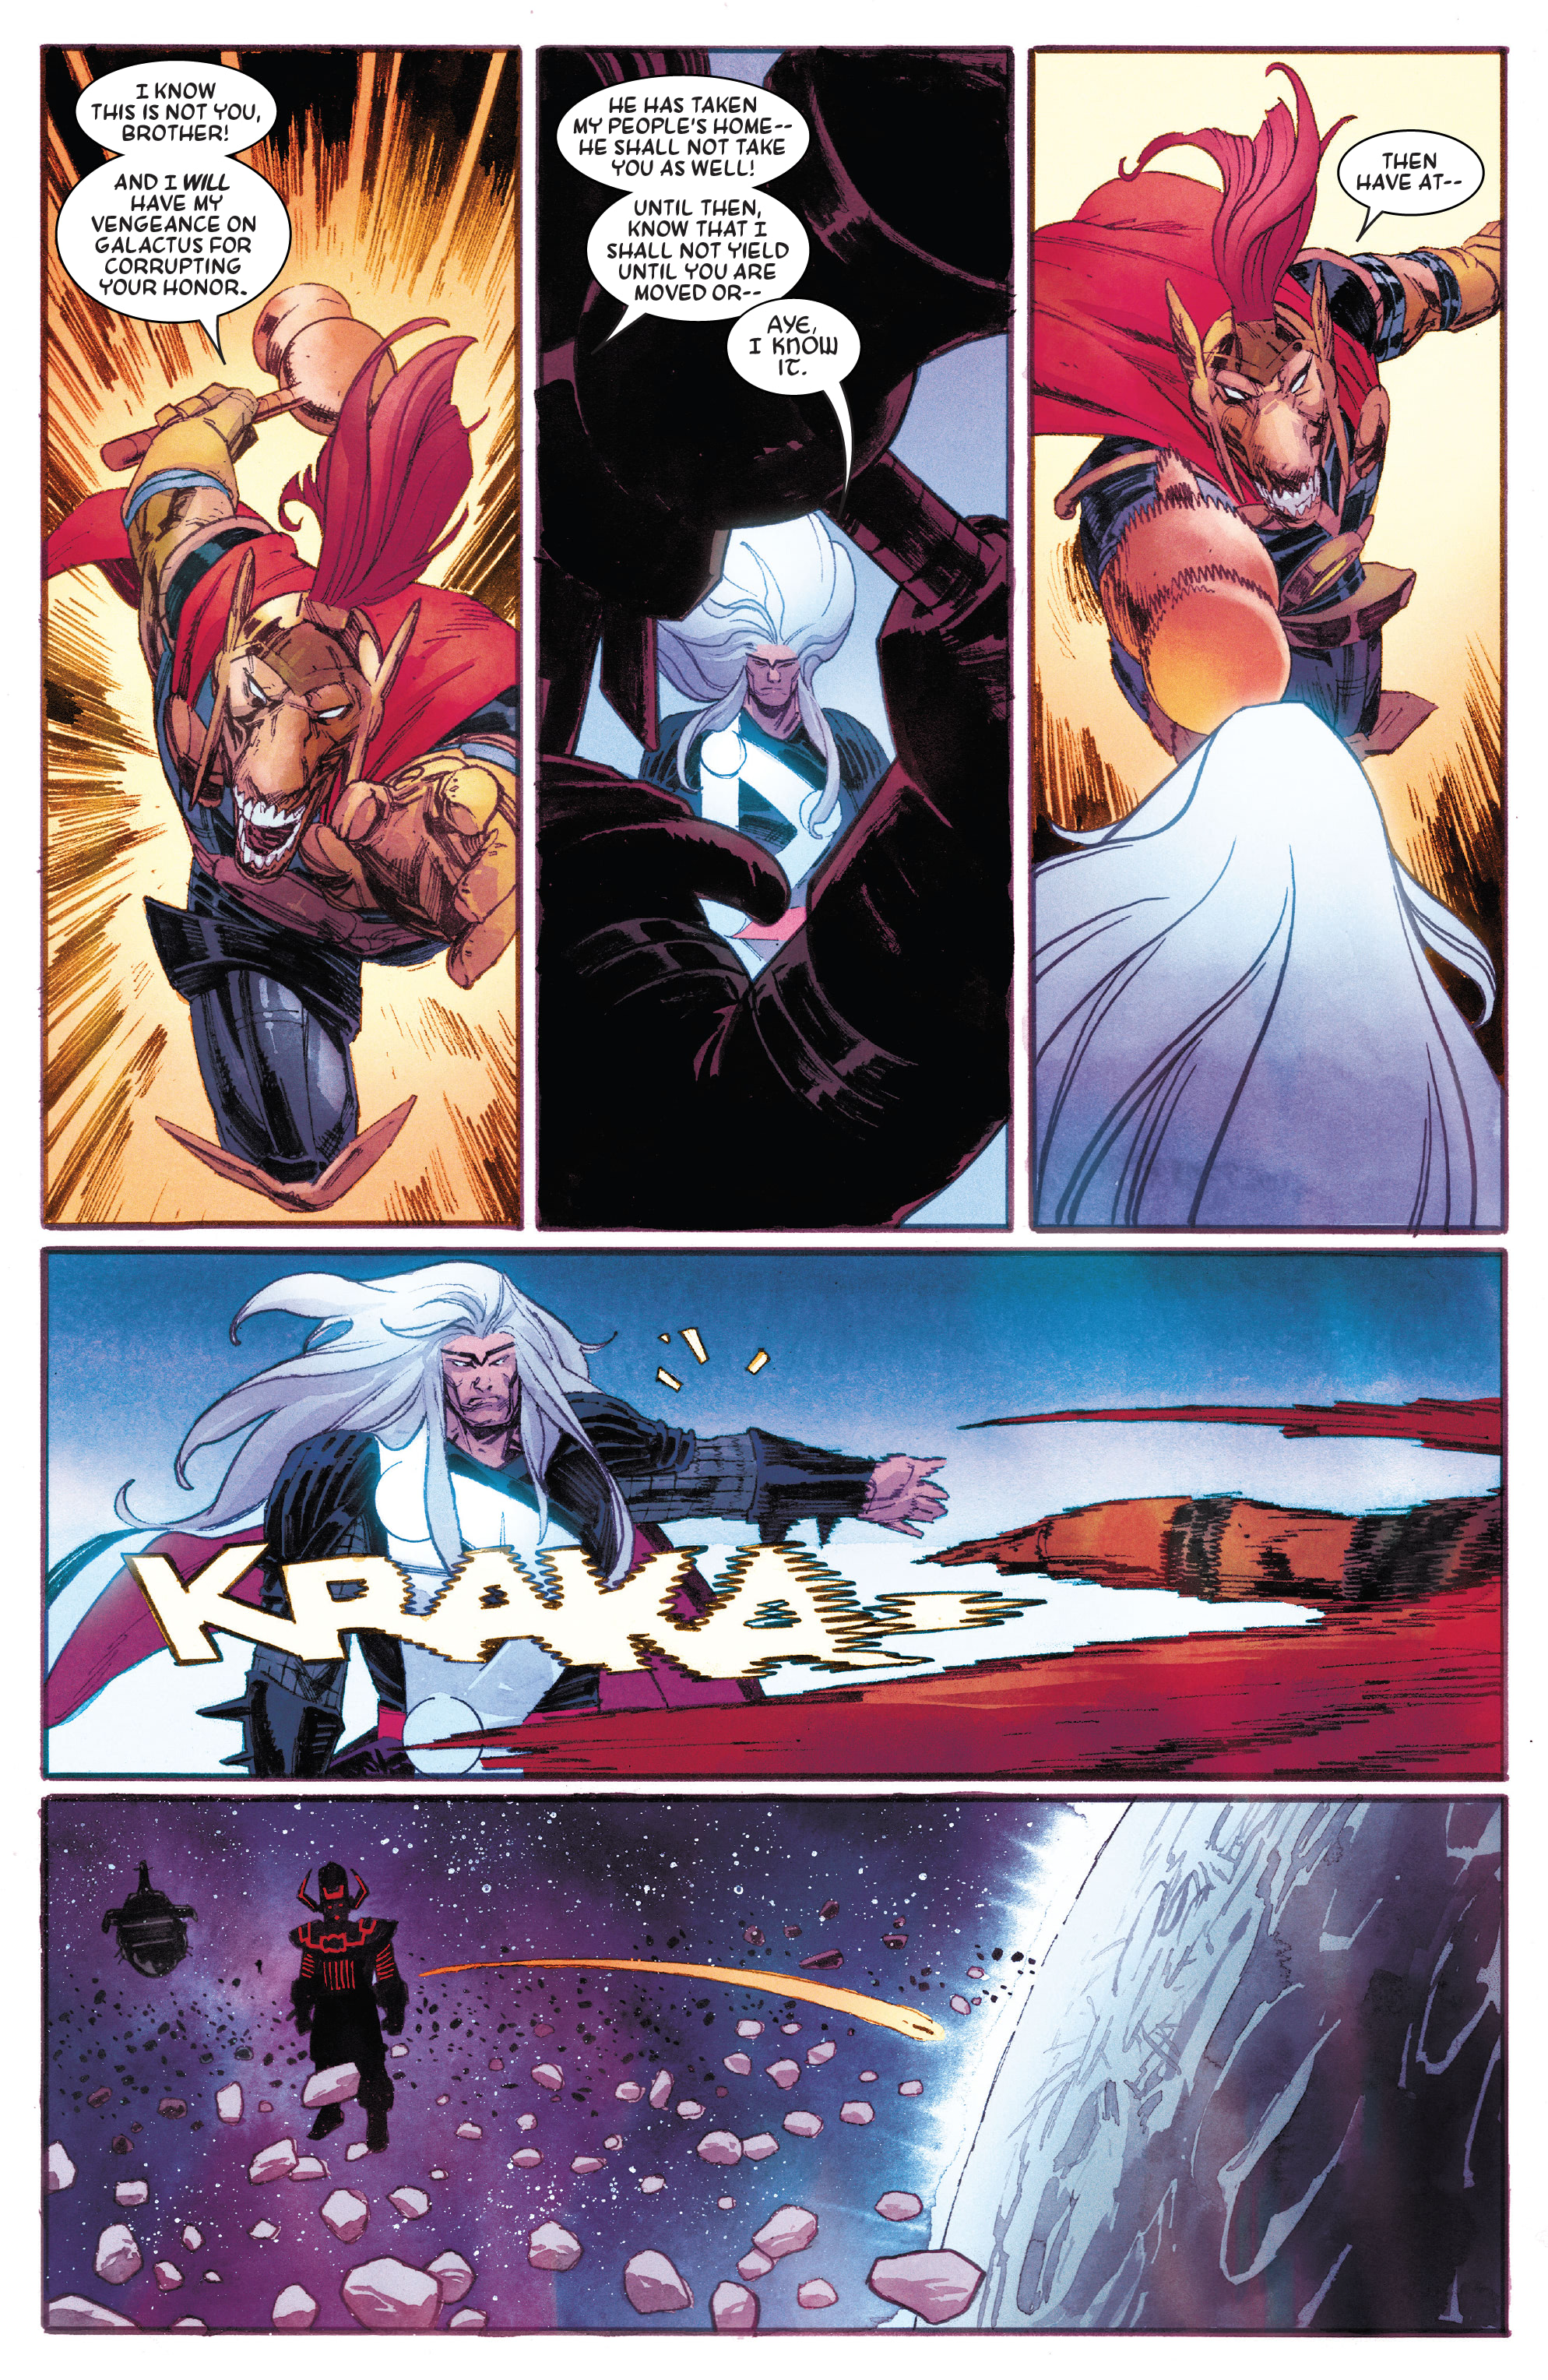 I KNOW
THIS IS NOT YOU,
BROTHER!
AND I WILL
HAVE MY
VENGEANCE ON
GALACTUS FOR
CORRUPTING
YOUR HONOR.
HE HAS TAKEN
MY PEOPLE'S HOME--
HE SHALL NOT TAKE
YOU AS WELL!
UNTIL THEN,
KNOW THAT I
SHALL NOT YIELD
UNTIL YOU ARE
MOVED OR--
AYE,
I KNOW
IT.
THEN
HAVE AT--
KRAKA-